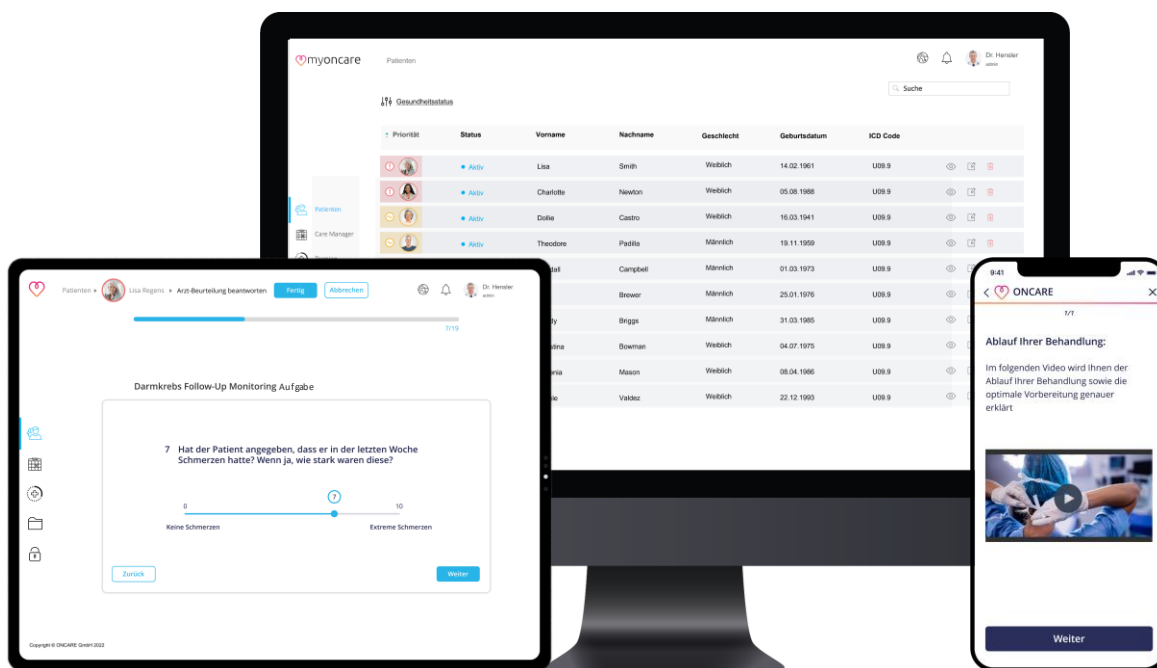 myoncare
Patienten
Dr. Hensler
admin
Suche
Gesundheitsstatus
Priorität Status Vorname Nachname Geschlecht Geburtsdatum ICD Code
Aktiv Lisa Smith Weiblich 14.02.1961 U09.9
Aktiv Charlotte Newton Weiblich 05.08.1988 U09.9
Aktiv Dollie Castro Weiblich 16.03.1941 U09.9
Aktiv Theodore Padilla Männlich 19.11.1959 U09.9
Campbell Männlich 01.03.1973 U09.9
Brewer Männlich 25.01.1976 U09.9
Briggs Männlich 31.03.1985 U09.9
Bowman Weiblich 04.07.1975 U09.9
Mason Weiblich 08.04.1986 U09.9
Valdez Weiblich 22.12.1993 U09.9
Patienten
Care Manager
Patienten Lisa Regens Arzt-Beurteilung beantworten Fertig Abbrechen
Dr. Hensler
admin
7/19
Darmkrebs Follow-Up Monitoring Aufgabe
7 Hat der Patient angegeben, dass er in der letzten Woche
Schmerzen hatte? Wenn ja, wie stark waren diese?
7
0 10
Keine Schmerzen Extreme Schmerzen
Zurück Weiter
Copyright © ONCARE GmbH 2022
9:41
ONCARE
1/1
Ablauf Ihrer Behandlung:
Im folgenden Video wird Ihnen der
Ablauf Ihrer Behandlung sowie die
optimale Vorbereitung genauer
erklärt
Weiter